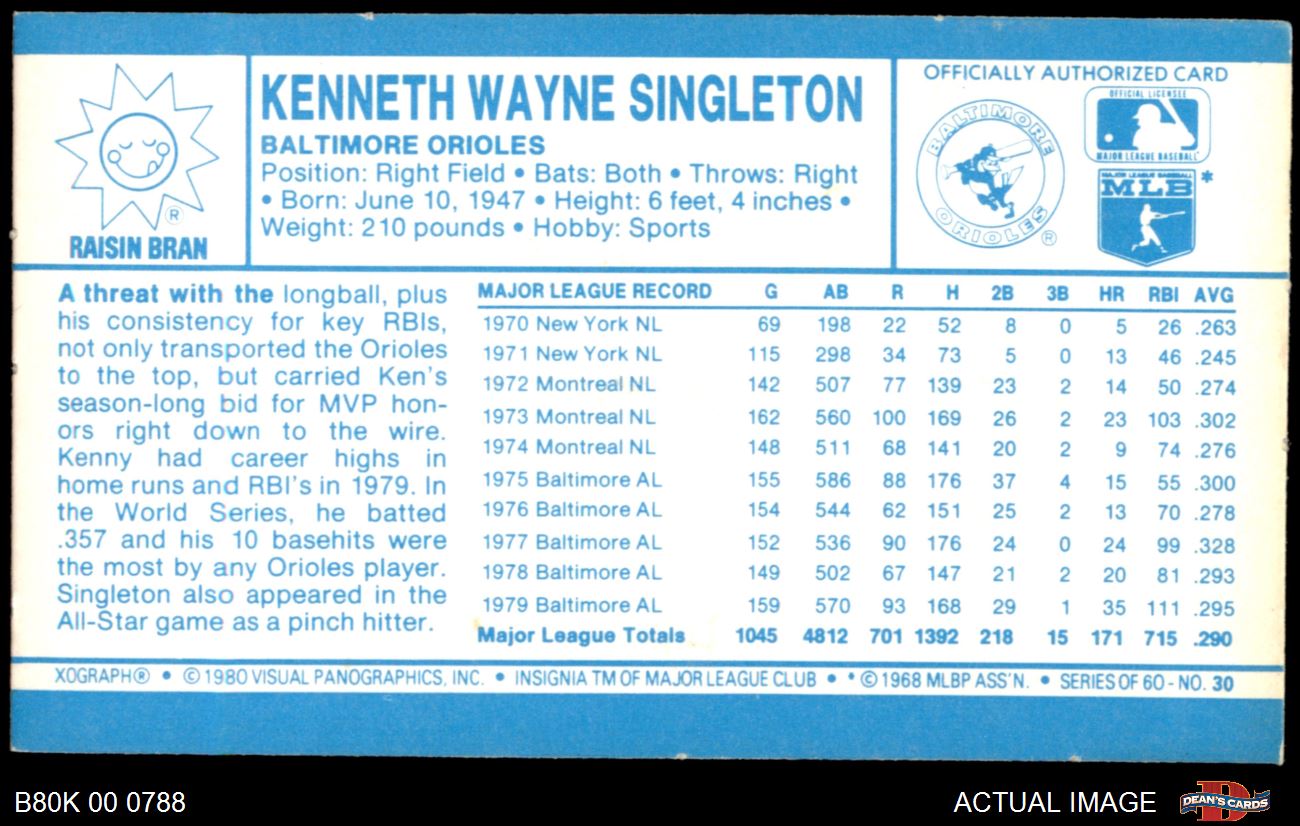 RAISIN BRAN
®
KENNETH WAYNE SINGLETON
BALTIMORE ORIOLES
Position: Right Field • Bats: Both • Throws: Right
• Born: June 10, 1947 • Height: 6 feet, 4 inches •
Weight: 210 pounds • Hobby: Sports
OFFICIALLY AUTHORIZED CARD
BALTIMORE
ORIOLES
®
OFFICIAL LICENSEE
MAJOR LEAGUE BASEBALL
MAJOR LEAGUE BASEBALL
MLB *
A threat with the longball, plus
his consistency for key RBIs,
not only transported the Orioles
to the top, but carried Ken's
season-long bid for MVP hon-
ors right down to the wire.
Kenny had career highs in
home runs and RBI's in 1979. In
the World Series, he batted
.357 and his 10 basehits were
the most by any Orioles player.
Singleton also appeared in the
All-Star game as a pinch hitter.
MAJOR LEAGUE RECORD G AB R H 2B 3B HR RBI AVG
1970 New York NL 69 198 22 52 8 0 5 26 .263
1971 New York NL 115 298 34 73 5 0 13 46 .245
1972 Montreal NL 142 507 77 139 23 2 14 50 .274
1973 Montreal NL 162 560 100 169 26 2 23 103 .302
1974 Montreal NL 148 511 68 141 20 2 9 74 .276
1975 Baltimore AL 155 586 88 176 37 4 15 55 .300
1976 Baltimore AL 154 544 62 151 25 2 13 70 .278
1977 Baltimore AL 152 536 90 176 24 0 24 99 .328
1978 Baltimore AL 149 502 67 147 21 2 20 81 .293
1979 Baltimore AL 159 570 93 168 29 1 35 111 .295
Major League Totals 1045 4812 701 1392 218 15 171 715 .290
XOGRAPH® • © 1980 VISUAL PANOGRAPHICS, INC. • INSIGNIA TM OF MAJOR LEAGUE CLUB • * © 1968 MLBP ASS'N. • SERIES OF 60 - NO. 30
B80K 00 0788
ACTUAL IMAGE
DEAN'S CARDS